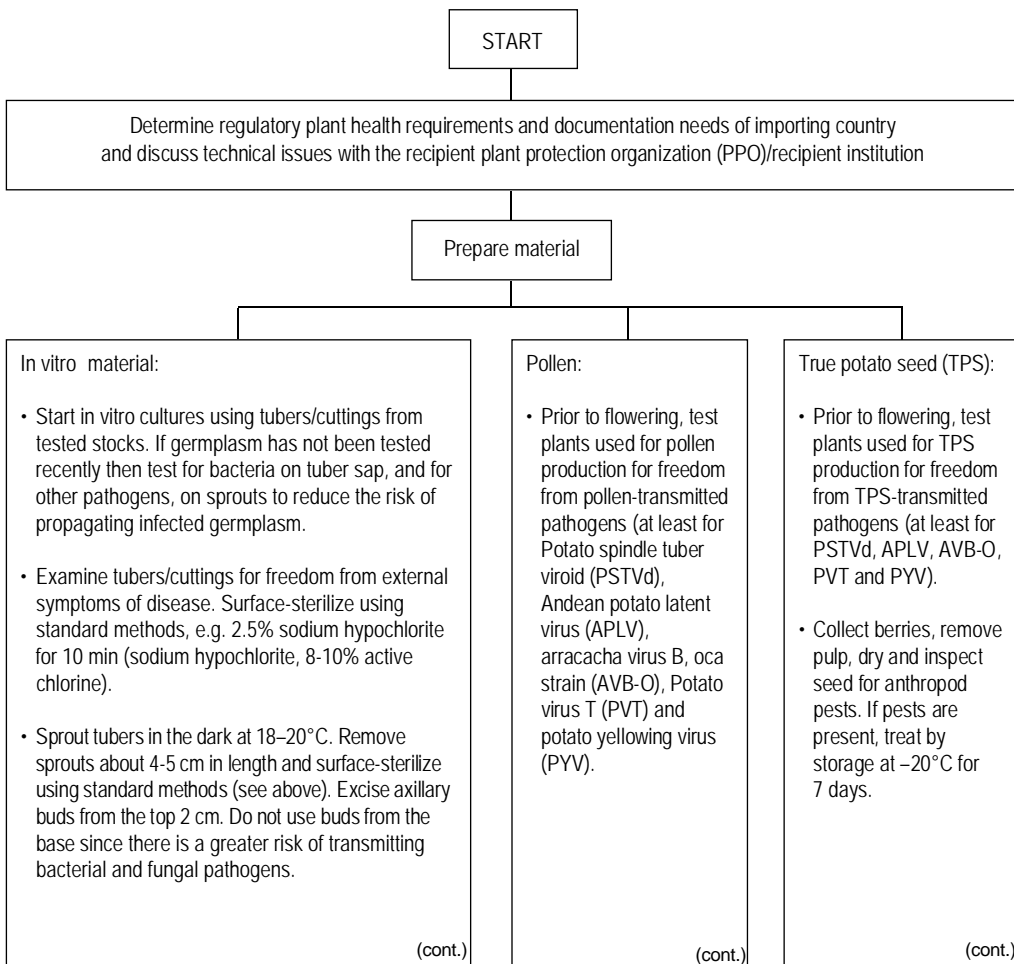 START
Determine regulatory plant health requirements and documentation needs of importing country
and discuss technical issues with the recipient plant protection organization (PPO)/recipient institution
Prepare material
In vitro material:
• Start in vitro cultures using tubers/cuttings from
tested stocks. If germplasm has not been tested
recently then test for bacteria on tuber sap, and for
other pathogens, on sprouts to reduce the risk of
propagating infected germplasm.
• Examine tubers/cuttings for freedom from external
symptoms of disease. Surface-sterilize using
standard methods, e.g. 2.5% sodium hypochlorite
for 10 min (sodium hypochlorite, 8-10% active
chlorine).
• Sprout tubers in the dark at 18–20°C. Remove
sprouts about 4-5 cm in length and surface-sterilize
using standard methods (see above). Excise axillary
buds from the top 2 cm. Do not use buds from the
base since there is a greater risk of transmitting
bacterial and fungal pathogens.
(cont.)
Pollen:
• Prior to flowering, test
plants used for pollen
production for freedom
from pollen-transmitted
pathogens (at least for
Potato spindle tuber
viroid (PSTVd),
Andean potato latent
virus (APLV),
arracacha virus B, oca
strain (AVB-O), Potato
virus T (PVT) and
potato yellowing virus
(PYV).
(cont.)
True potato seed (TPS):
• Prior to flowering, test
plants used for TPS
production for freedom
from TPS-transmitted
pathogens (at least for
PSTVd, APLV, AVB-O,
PVT and PYV).
• Collect berries, remove
pulp, dry and inspect
seed for anthropod
pests. If pests are
present, treat by
storage at –20°C for
7 days.
(cont.)